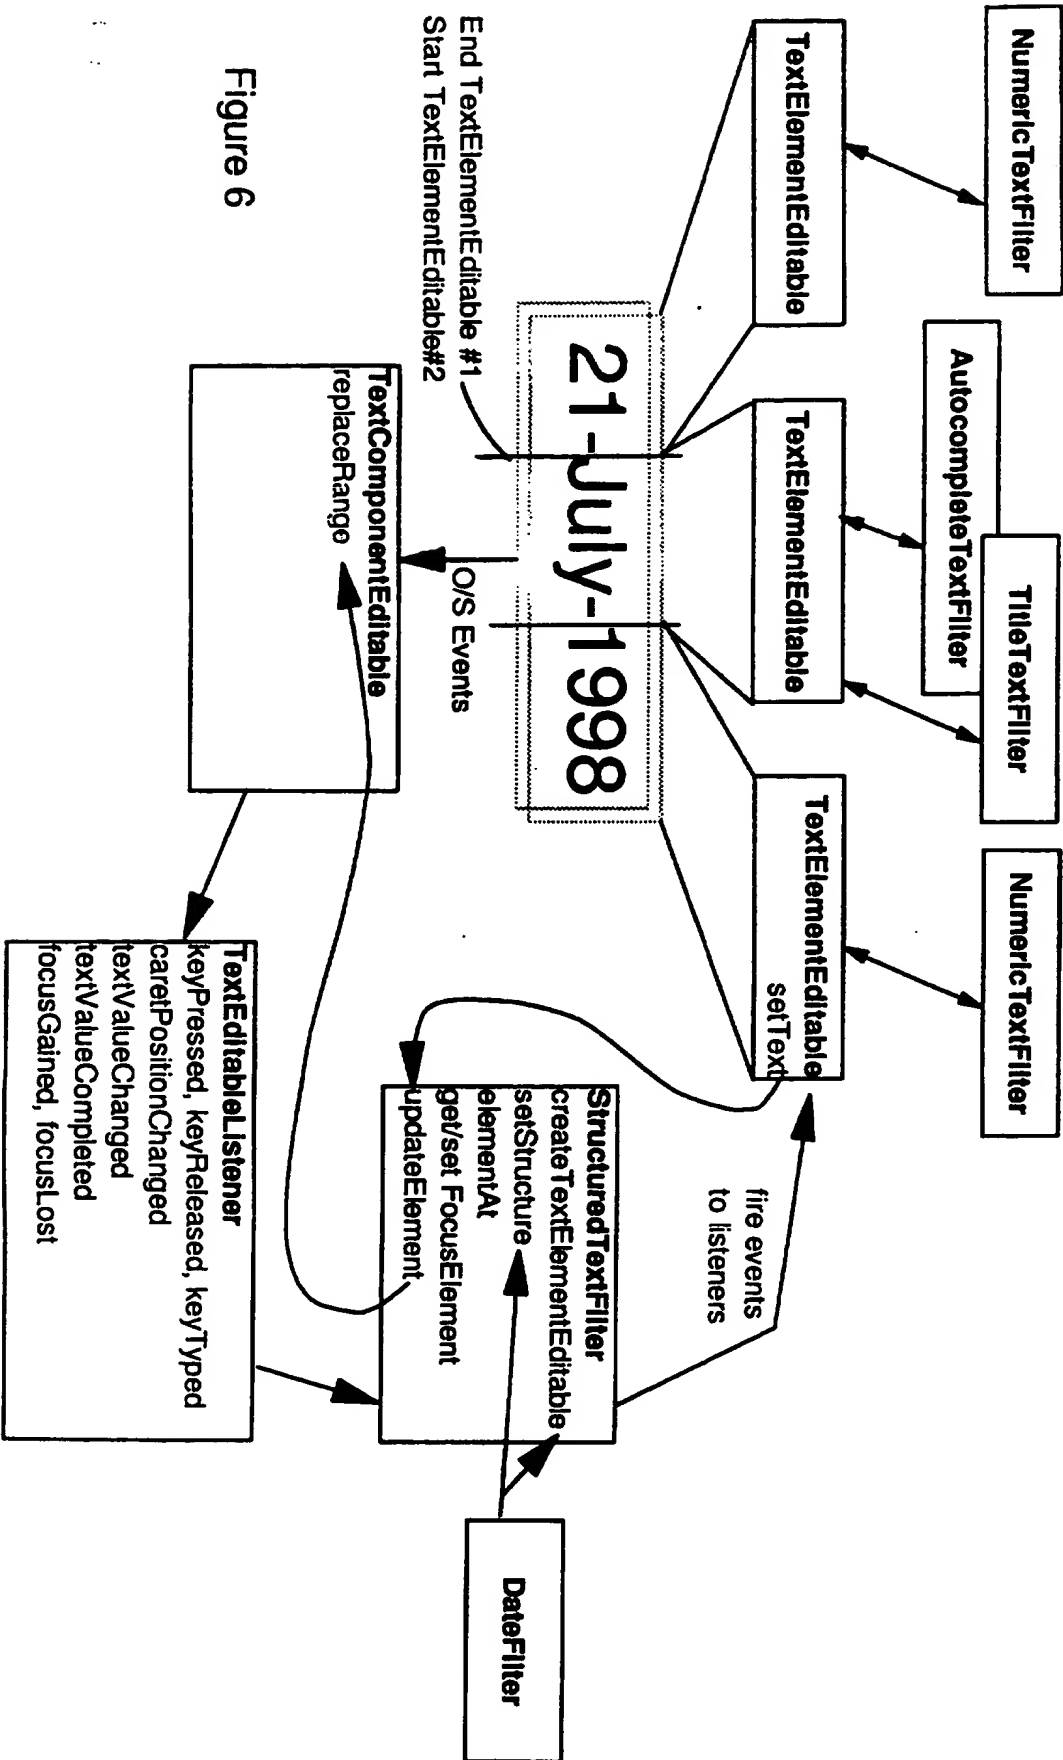 NumericTextFilter
AutocompleteTextFilter
TitleTextFilter
NumericTextFilter
TextElementEditable
TextElementEditable
TextElementEditable
setText
fire events
to listeners
21-July-1998
End TextElementEditable #1
Start TextElementEditable#2
O/S Events
TextComponentEditable
replaceRange
StructuredTextFilter
createTextElementEditable
setStructure
elementAt
get/set FocusElement
updateElement
DateFilter
TextEditableListener
keyPressed, keyReleased, keyTyped
caretPositionChanged
textValueChanged
textValueCompleted
focusGained, focusLost
Figure 6